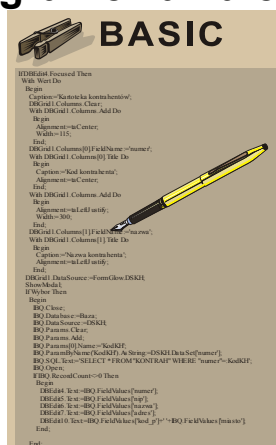 BASIC
If DBEdit4.Focused Then
With Wert Do
Begin
Caption:='Kartoteka kontrahentów';
DBGrid1.Columns.Clear;
With DBGrid1.Columns.Add Do
Begin
Alignment:=taCenter;
Width:=115;
End;
DBGrid1.Columns[0].FieldName:='numer';
With DBGrid1.Columns[0].Title Do
Begin
Caption:='Kod kontrahenta';
Alignment:=taCenter;
End;
With DBGrid1.Columns.Add Do
Begin
Alignment:=taLeftJustify;
Width:=300;
End;
DBGrid1.Columns[1].FieldName:='nazwa';
With DBGrid1.Columns[1].Title Do
Begin
Caption:='Nazwa kontrahenta';
Alignment:=taLeftJustify;
End;
DBGrid1.DataSource:=FormGlow.DSKH;
ShowModal;
If Wybor Then
Begin
IBQ.Close;
IBQ.Database:=Baza;
IBQ.DataSource:=DSKH;
IBQ.Params.Clear;
IBQ.Params.Add;
IBQ.Params[0].Name:='KodKH';
IBQ.ParamByName('KodKH').AsString:=DSKH.DataSet['numer'];
IBQ.SQL.Text:='SELECT * FROM "KONTRAH" WHERE "numer"=:KodKH';
IBQ.Open;
If IBQ.RecordCount<>0 Then
Begin
DBEdit4.Text:=IBQ.FieldValues['numer'];
DBEdit5.Text:=IBQ.FieldValues['nip'];
DBEdit6.Text:=IBQ.FieldValues['nazwa'];
DBEdit7.Text:=IBQ.FieldValues['adres'];
DBEdit10.Text:=IBQ.FieldValues['kod_p']+' '+IBQ.FieldValues['miasto'];
End;
End;